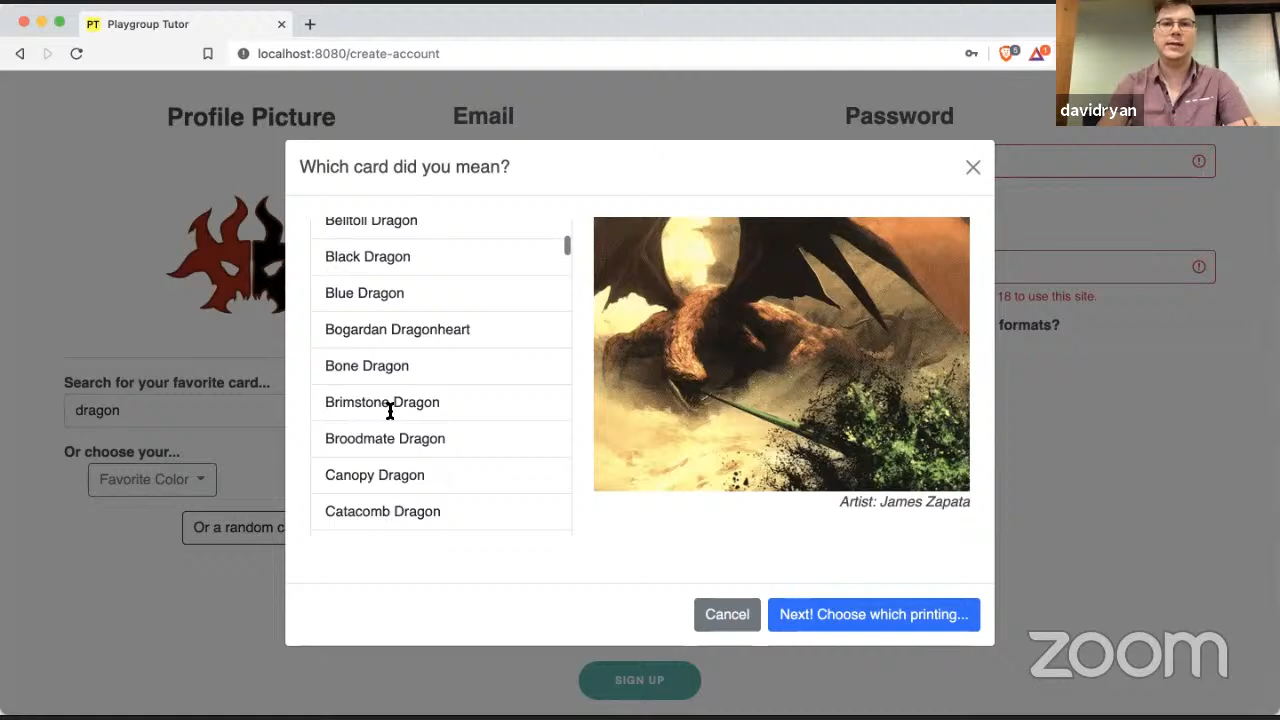 PT Playgroup Tutor
localhost:8080/create-account
5
1
davidryan
Profile Picture
Email
Password
Which card did you mean?
Belltoll Dragon
Black Dragon
Blue Dragon
Bogardan Dragonheart
Bone Dragon
Brimstone Dragon
Broodmate Dragon
Canopy Dragon
Catacomb Dragon
Artist: James Zapata
18 to use this site.
formats?
Search for your favorite card...
dragon
Or choose your...
Favorite Color
Or a random c
Cancel
Next! Choose which printing...
SIGN UP
zoom